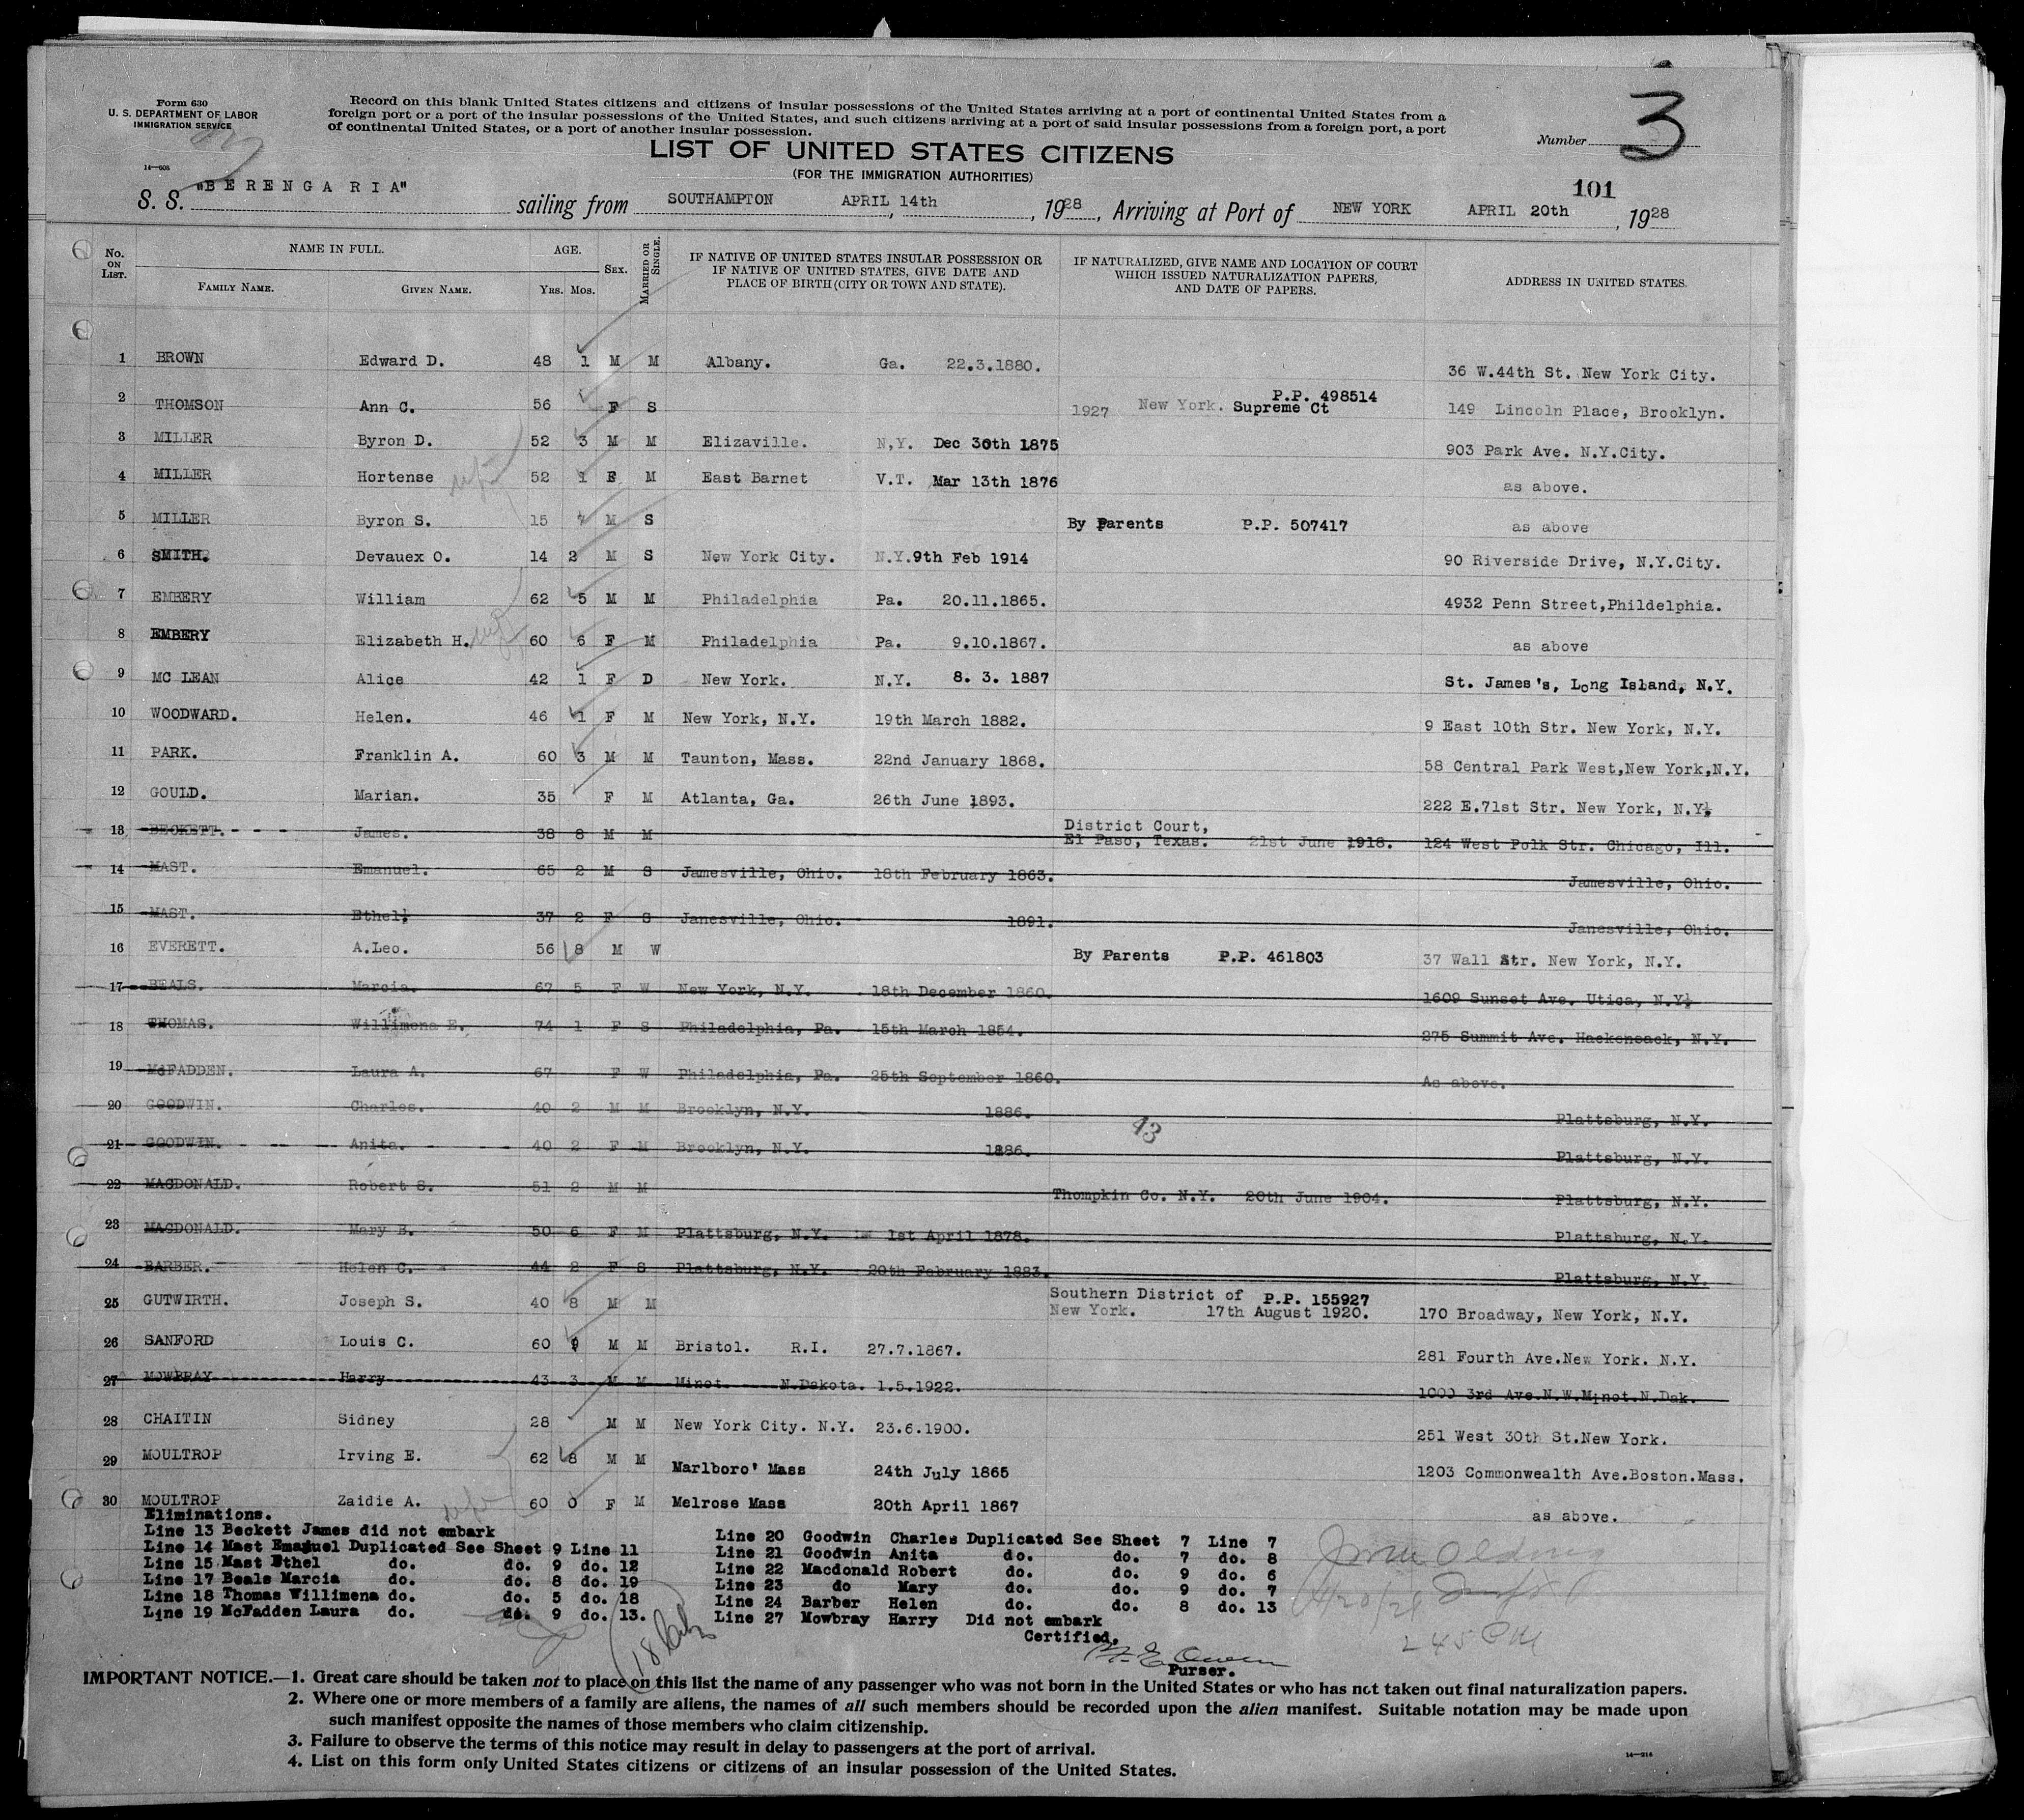 Form 630
U. S. DEPARTMENT OF LABOR
IMMIGRATION SERVICE
14—605
Record on this blank United States citizens and citizens of insular possessions of the United States arriving at a port of continental United States from a
foreign port or a port of the insular possessions of the United States, and such citizens arriving at a port of said insular possessions from a foreign port, a port
of continental United States, or a port of another insular possession.
Number 3
LIST OF UNITED STATES CITIZENS
(FOR THE IMMIGRATION AUTHORITIES)
101
S. S. "BERENGARIA" sailing from SOUTHAMPTON APRIL 14th, 1928, Arriving at Port of NEW YORK APRIL 20th, 1928
No. ON LIST. NAME IN FULL. FAMILY NAME. GIVEN NAME. AGE. YRS. MOS. SEX. MARRIED OR SINGLE. IF NATIVE OF UNITED STATES INSULAR POSSESSION OR IF NATIVE OF UNITED STATES, GIVE DATE AND PLACE OF BIRTH (CITY OR TOWN AND STATE). IF NATURALIZED, GIVE NAME AND LOCATION OF COURT WHICH ISSUED NATURALIZATION PAPERS, AND DATE OF PAPERS. ADDRESS IN UNITED STATES.
1 BROWN Edward D. 48 1 M M Albany. Ga. 22.3.1880. 36 W.44th St. New York City.
2 THOMSON Ann C. 56 F S 1927 New York. Supreme Ct P.P. 498514 149 Lincoln Place, Brooklyn.
3 MILLER Byron D. 52 3 M M Elizaville. N,Y. Dec 30th 1875 903 Park Ave. N.Y.City.
4 MILLER Hortense 52 1 F M East Barnet V.T. Mar 13th 1876 as above.
5 MILLER Byron S. 15 M S By Parents P.P. 507417 as above
6 SMITH. Devauex O. 14 2 M S New York City. N.Y. 9th Feb 1914 90 Riverside Drive, N.Y.City.
7 EMBERY William 62 5 M M Philadelphia Pa. 20.11.1865. 4932 Penn Street,Phildelphia.
8 EMBERY Elizabeth H. 60 6 F M Philadelphia Pa. 9.10.1867. as above
9 MC LEAN Alice 42 1 F D New York. N.Y. 8. 3. 1887 St. James's, Long Island, N.Y.
10 WOODWARD. Helen. 46 1 F M New York, N.Y. 19th March 1882. 9 East 10th Str. New York, N.Y.
11 PARK. Franklin A. 60 3 M M Taunton, Mass. 22nd January 1868. 58 Central Park West,New York,N.Y.
12 GOULD. Marian. 35 F M Atlanta, Ga. 26th June 1893. 222 E.71st Str. New York, N.Y.
13 BECKETT. James. 38 8 M M District Court, El Paso, Texas. 21st June 1918. 124 West Polk Str. Chicago, Ill.
14 MAST. Emanuel. 65 2 M S Jamesville, Ohio. 18th February 1863. Jamesville, Ohio.
15 MAST. Ethel. 37 2 F S Janesville, Ohio. 1891. Janesville, Ohio.
16 EVERETT. A.Leo. 56 8 M W By Parents P.P. 461803 37 Wall Str. New York, N.Y.
17 BEALS. Marcia. 67 5 F W New York, N.Y. 18th December 1860. 1609 Sunset Ave. Utica, N.Y.
18 THOMAS. Willimena E. 74 1 F S Philadelphia, Pa. 15th March 1854. 275 Summit Ave. Hackensack, N.Y.
19 McFADDEN. Laura A. 67 F W Philadelphia, Pa. 25th September 1860. As above.
20 GOODWIN. Charles. 40 2 M M Brooklyn, N.Y. 1886. Plattsburg, N.Y.
13
21 GOODWIN. Anita. 40 2 F M Brooklyn, N.Y. 1886. Plattsburg, N.Y.
22 MACDONALD. Robert S. 51 2 M M Thompkin Co. N.Y. 20th June 1904. Plattsburg, N.Y.
23 MACDONALD. Mary B. 50 6 F M Plattsburg, N.Y. 1st April 1878. Plattsburg, N.Y.
24 BARBER. Helen C. 44 2 F S Plattsburg, N.Y. 20th February 1883. Plattsburg, N.Y.
25 GUTWIRTH. Joseph S. 40 8 M M Southern District of New York. P.P. 155927 17th August 1920. 170 Broadway, New York, N.Y.
26 SANFORD Louis C. 60 9 M M Bristol. R.I. 27.7.1867. 281 Fourth Ave.New York. N.Y.
27 MOWBRAY Harry 43 3 M M Minot. N.Dakota. 1.5.1922. 1000 3rd Ave.N.W.Minot.N.Dak.
28 CHAITIN Sidney 28 M M New York City. N.Y. 23.6.1900. 251 West 30th St.New York.
29 MOULTROP Irving E. 62 8 M M Marlboro' Mass 24th July 1865 1203 Commonwealth Ave.Boston.Mass.
30 MOULTROP Zaidie A. 60 0 F M Melrose Mass 20th April 1867 as above.
Eliminations.
Line 13 Beckett James did not embark
Line 14 Mast Emanuel Duplicated See Sheet 9 Line 11
Line 15 Mast Ethel do. do. 9 do. 12
Line 17 Beals Marcia do. do. 8 do. 19
Line 18 Thomas Willimena do. do. 5 do. 18
Line 19 McFadden Laura do. do. 9 do. 13.
Line 20 Goodwin Charles Duplicated See Sheet 7 Line 7
Line 21 Goodwin Anita do. do. 7 do. 8
Line 22 Macdonald Robert do. do. 9 do. 6
Line 23 do Mary do. do. 9 do. 7
Line 24 Barber Helen do. do. 8 do. 13
Line 27 Mowbray Harry Did not embark
Certified.
Purser.
245 PM
IMPORTANT NOTICE.—1. Great care should be taken not to place on this list the name of any passenger who was not born in the United States or who has not taken out final naturalization papers.
2. Where one or more members of a family are aliens, the names of all such members should be recorded upon the alien manifest. Suitable notation may be made upon
such manifest opposite the names of those members who claim citizenship.
3. Failure to observe the terms of this notice may result in delay to passengers at the port of arrival.
4. List on this form only United States citizens or citizens of an insular possession of the United States.
14—214